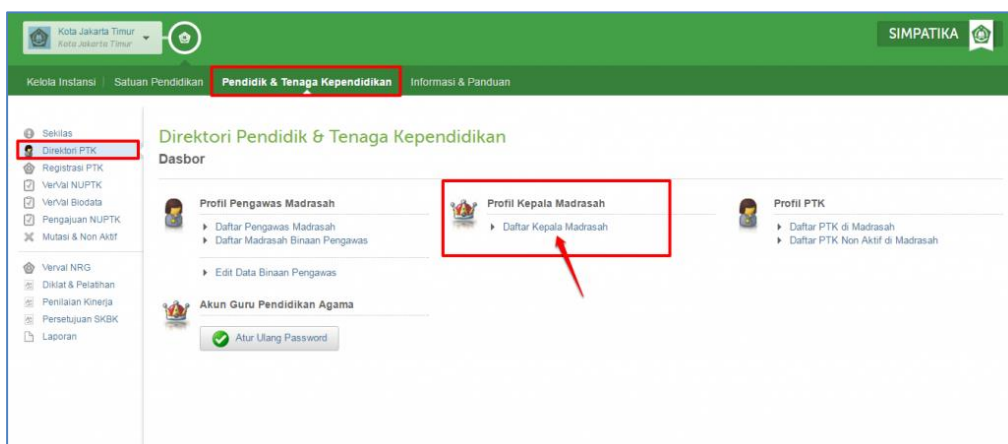 Kota Jakarta Timur
Kota Jakarta Timur
SIMPATIKA
Kelola Instansi
Satuan Pendidikan
Pendidik & Tenaga Kependidikan
Informasi & Panduan
Sekilas
Direktori PTK
Registrasi PTK
VerVal NUPTK
VerVal Biodata
Pengajuan NUPTK
Mutasi & Non Aktif
Verval NRG
Diklat & Pelatihan
Penilaian Kinerja
Persetujuan SKBK
Laporan
Direktori Pendidik & Tenaga Kependidikan
Dasbor
Profil Pengawas Madrasah
Daftar Pengawas Madrasah
Daftar Madrasah Binaan Pengawas
Edit Data Binaan Pengawas
Profil Kepala Madrasah
Daftar Kepala Madrasah
Profil PTK
Daftar PTK di Madrasah
Daftar PTK Non Aktif di Madrasah
Akun Guru Pendidikan Agama
Atur Ulang Password